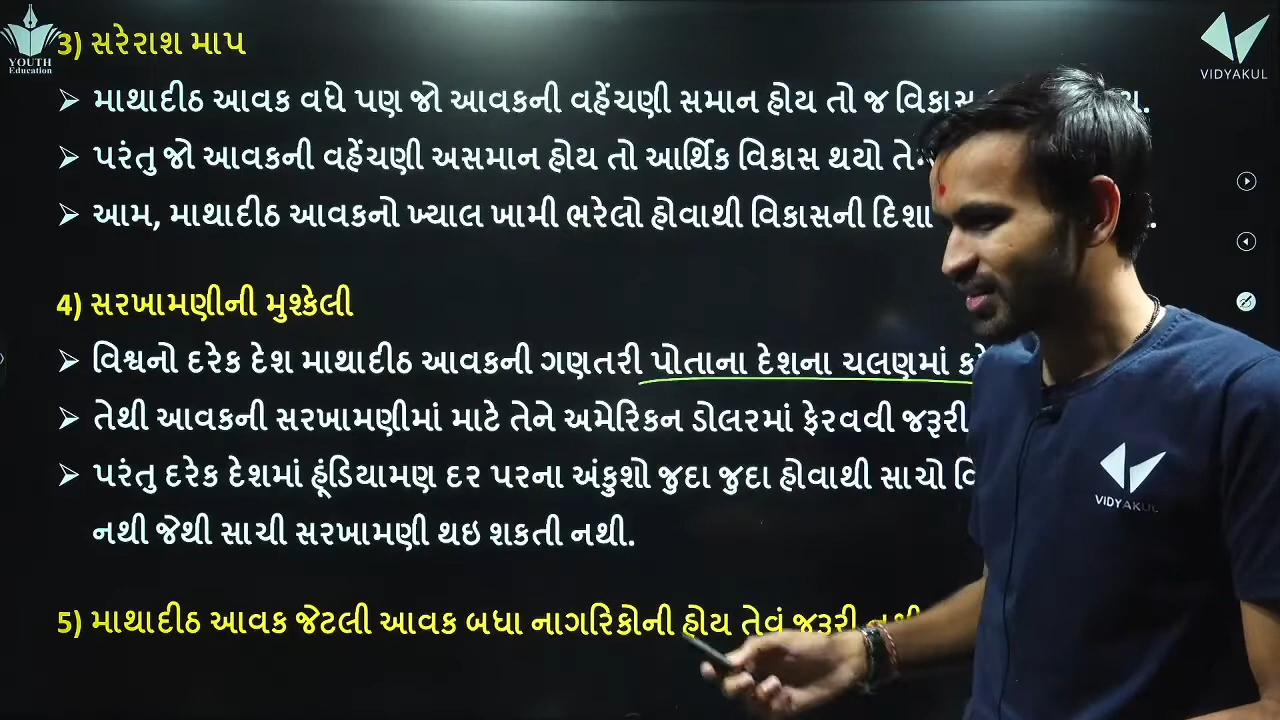 YOUTH
Education
VIDYAKUL
3) સરેરાશ માપ
➢ માથાદીઠ આવક વધે પણ જો આવકની વહેંચણી સમાન હોય તો જ વિકાસ
➢ પરંતુ જો આવકની વહેંચણી અસમાન હોય તો આર્થિક વિકાસ થયો
➢ આમ, માથાદીઠ આવકનો ખ્યાલ ખામી ભરેલો હોવાથી વિકાસની દિશા
4) સરખામણીની મુશ્કેલી
➢ વિશ્વનો દરેક દેશ માથાદીઠ આવકની ગણતરી પોતાના દેશના ચલણમાં
➢ તેથી આવકની સરખામણીમાં માટે તેને અમેરિકન ડોલરમાં ફેરવવી જરૂરી
➢ પરંતુ દરેક દેશમાં હૂંડિયામણ દર પરના અંકુશો જુદા જુદા હોવાથી સાચો
નથી જેથી સાચી સરખામણી થઇ શકતી નથી.
VIDYAKUL
5) માથાદીઠ આવક જેટલી આવક બધા નાગરિકોની હોય તેવું જરૂરી નથી